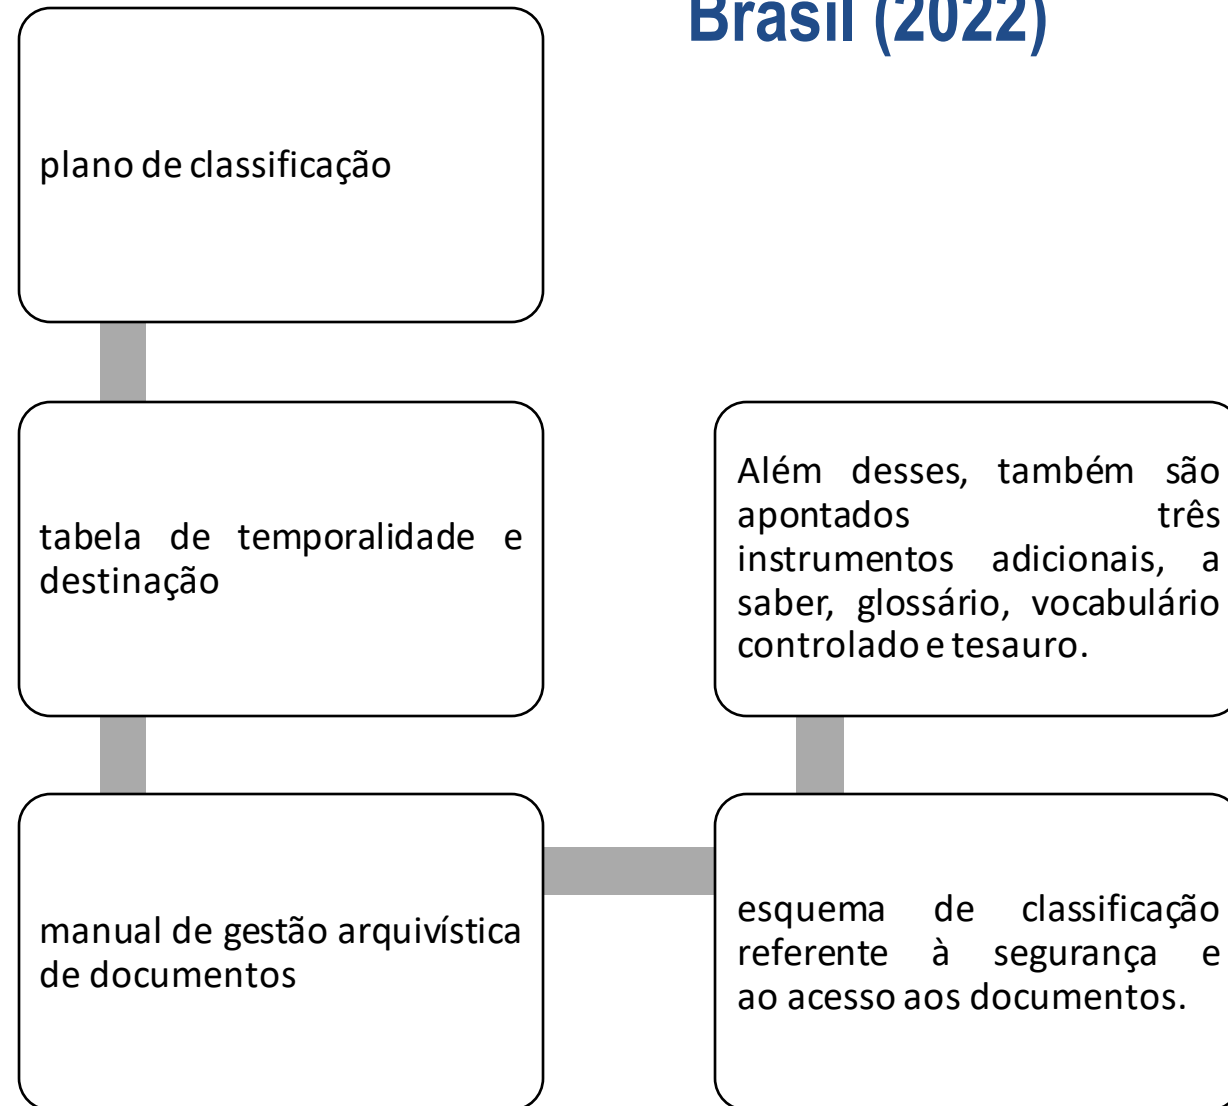 Brasil (2022)
plano de classificação
tabela de temporalidade e
destinação
manual de gestão arquivística
de documentos
esquema de classificação
referente à segurança e
ao acesso aos documentos.
Além desses, também são
apontados três
instrumentos adicionais, a
saber, glossário, vocabulário
controlado e tesauro.